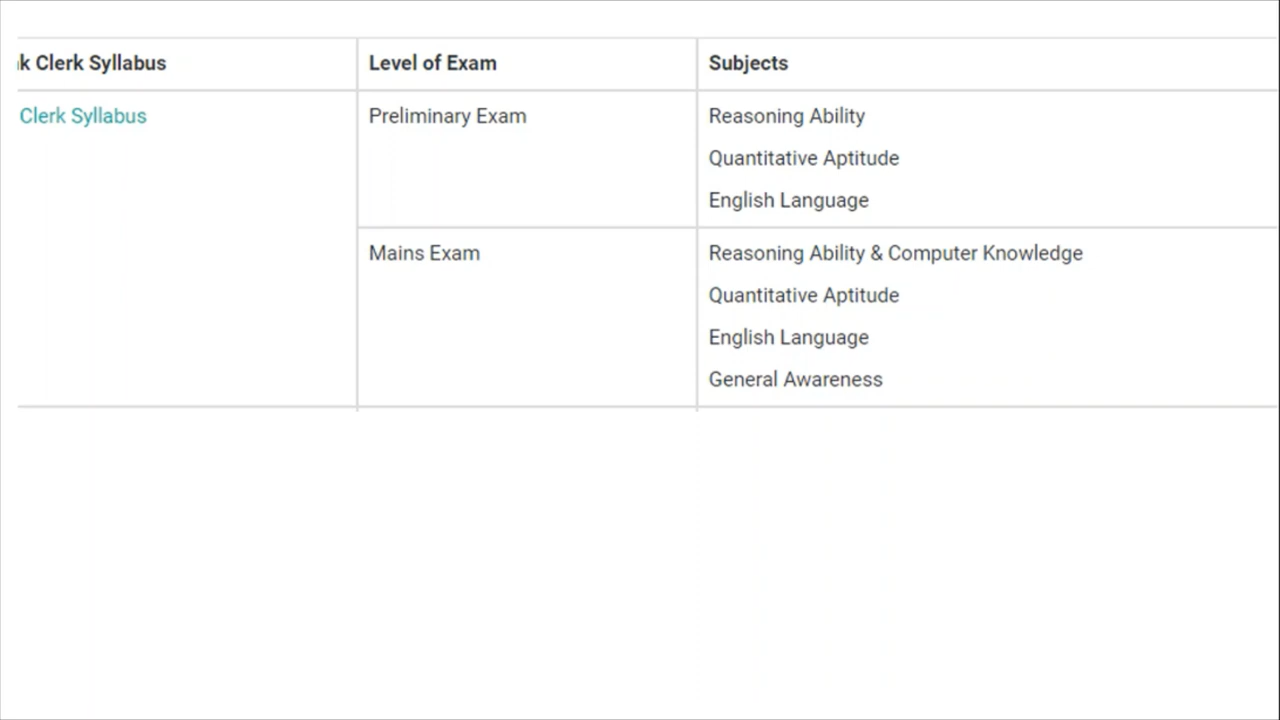 k Clerk Syllabus Level of Exam Subjects
Clerk Syllabus Preliminary Exam Reasoning Ability
Quantitative Aptitude
English Language
Mains Exam Reasoning Ability & Computer Knowledge
Quantitative Aptitude
English Language
General Awareness